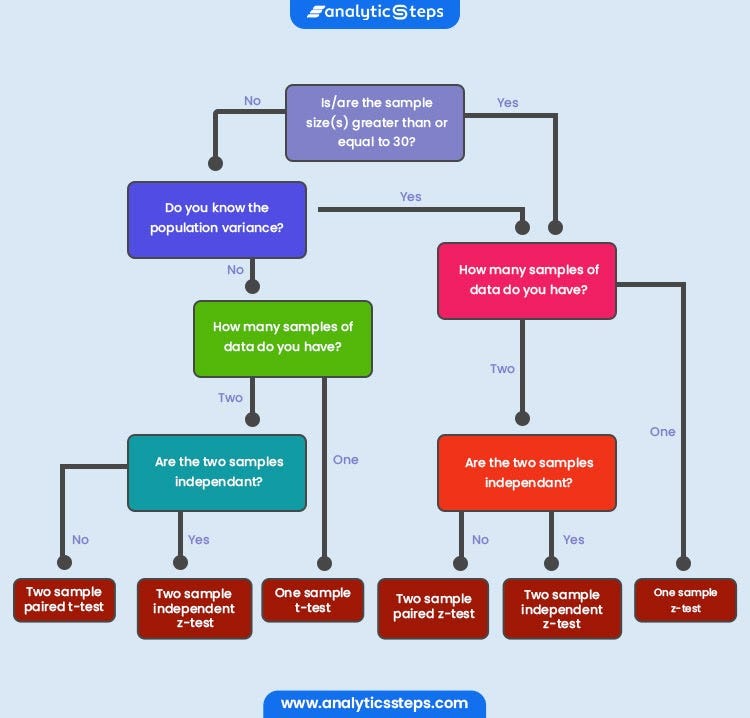 analyticSteps
No
Is/are the sample
size(s) greater than or
equal to 30?
Yes
Do you know the
population variance?
Yes
No
How many samples of
data do you have?
How many samples of
data do you have?
Two
Two
One
One
Are the two samples
independant?
Are the two samples
independant?
No
Yes
No
Yes
Two sample
paired t-test
Two sample
independent
z-test
One sample
t-test
Two sample
paired z-test
Two sample
independent
z-test
One sample
z-test
www.analyticssteps.com